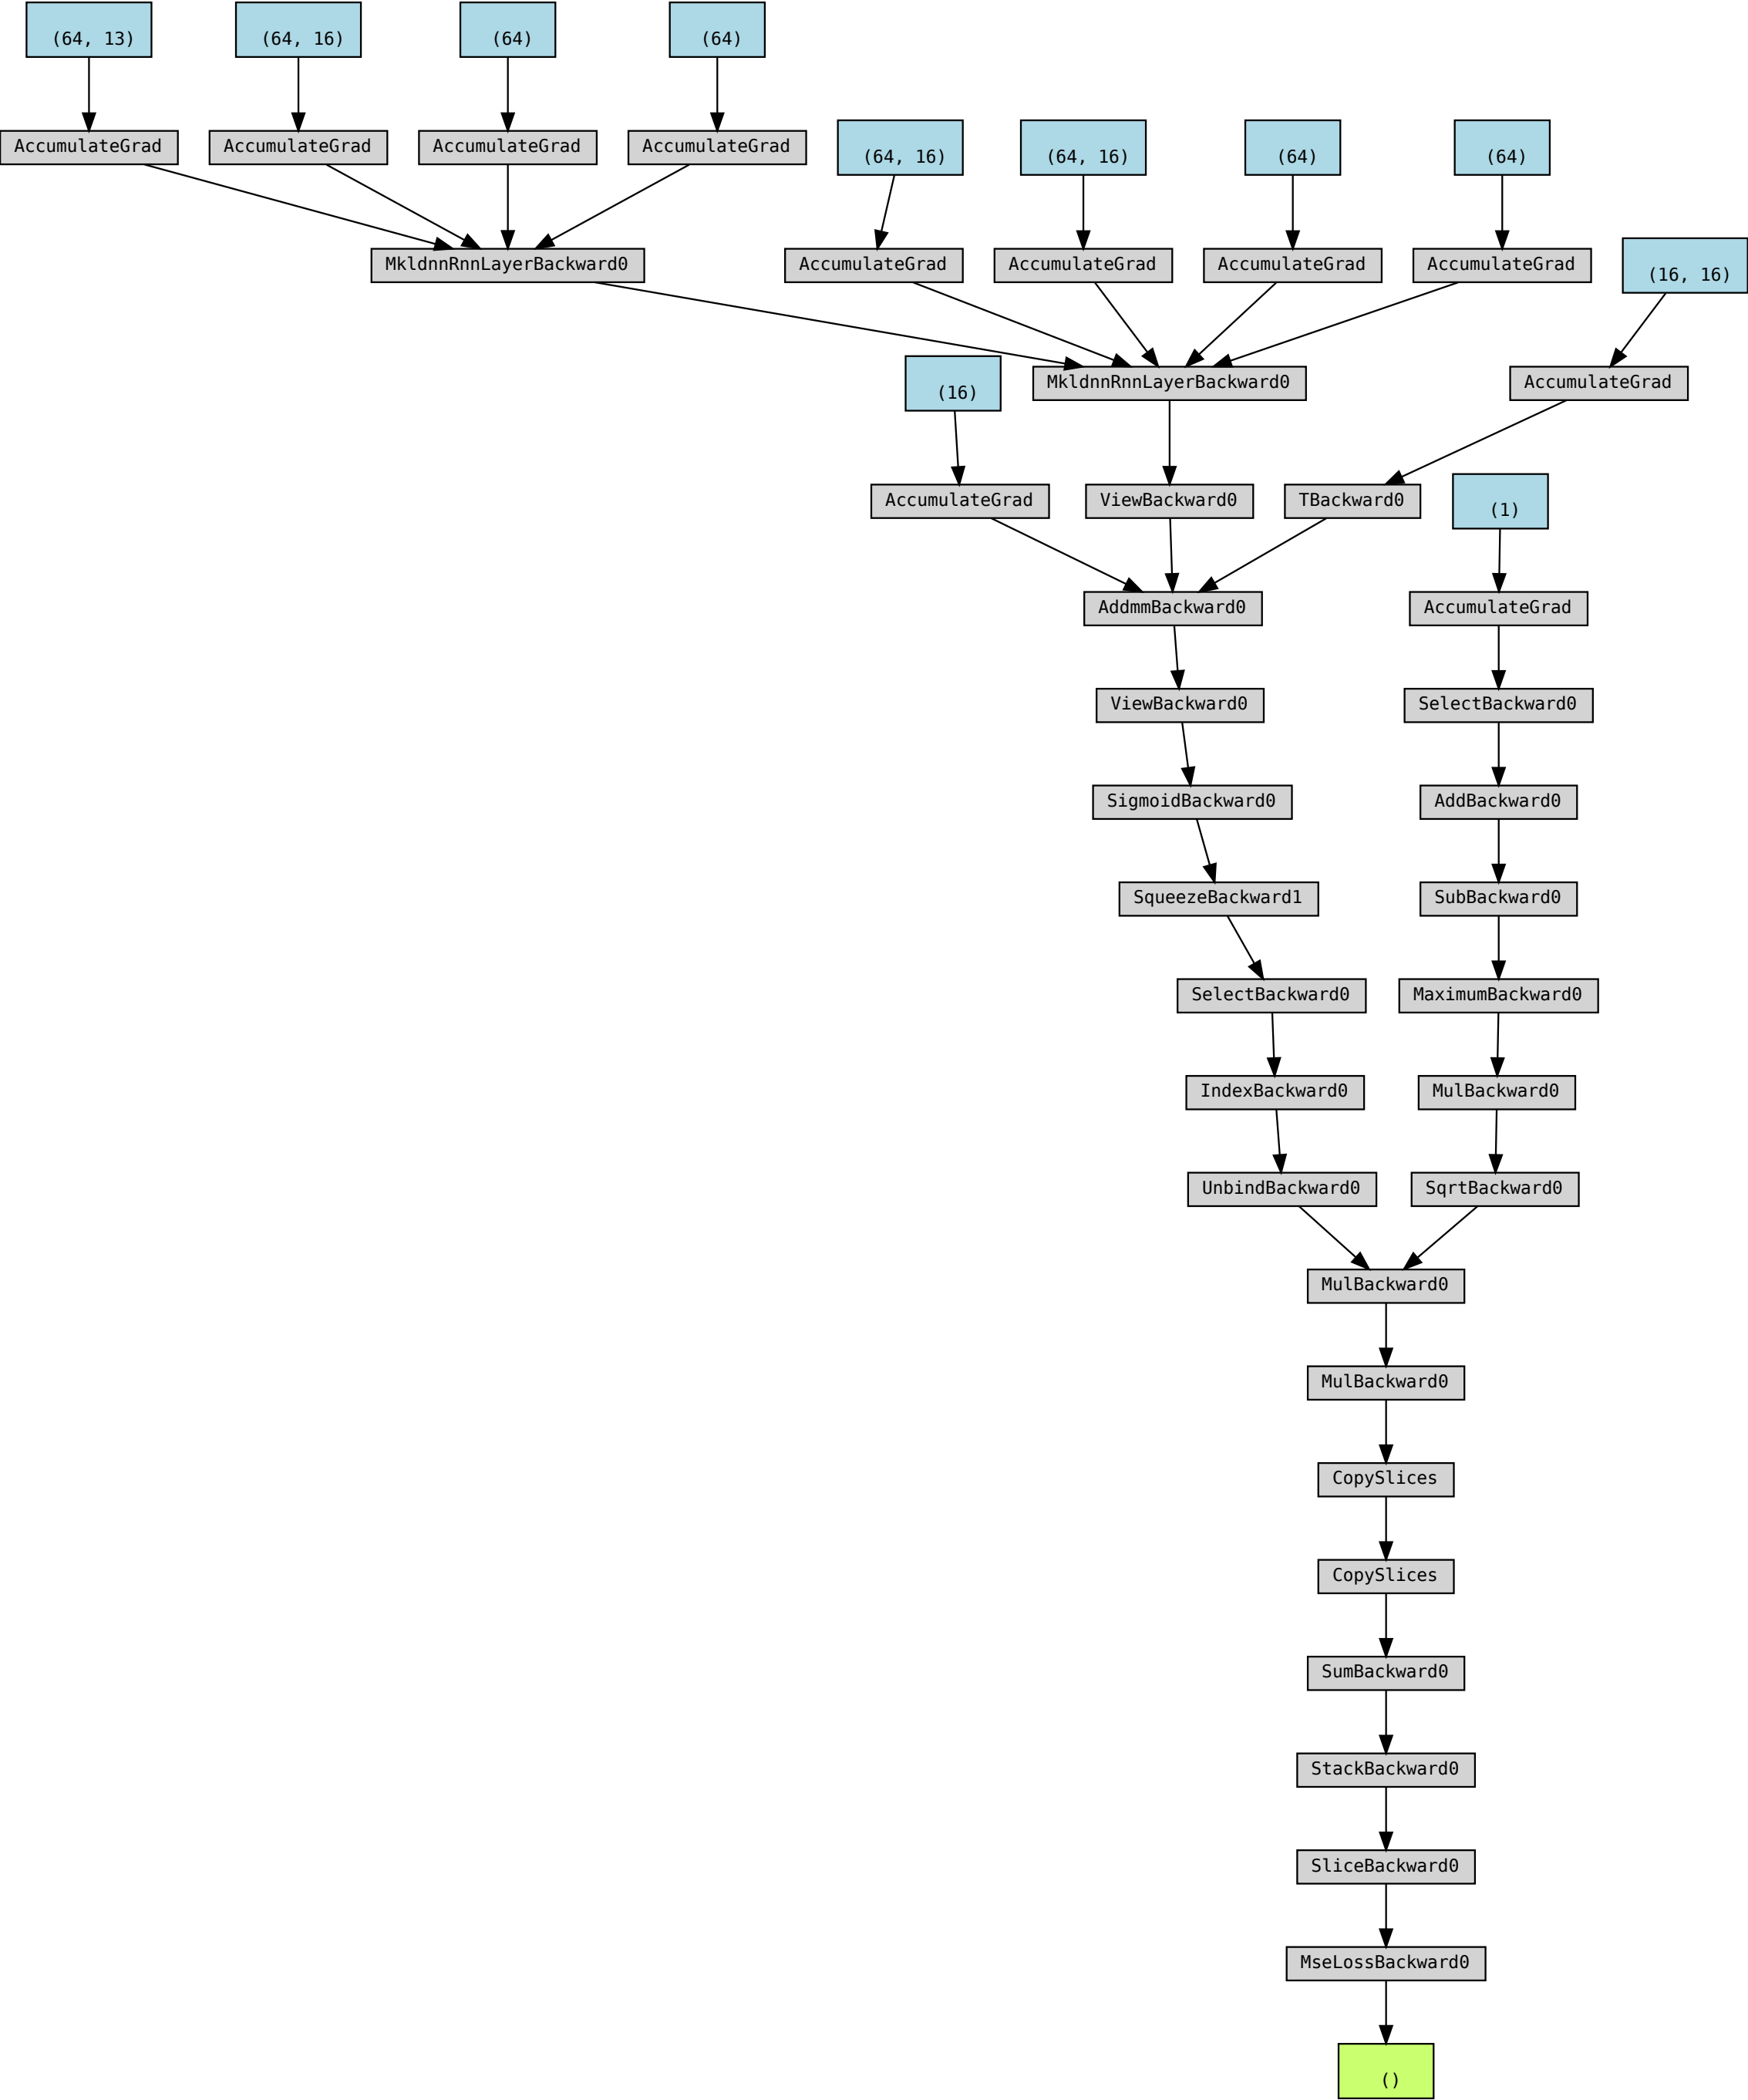 (64, 13)
(64, 16)
(64)
(64)
AccumulateGrad
AccumulateGrad
AccumulateGrad
AccumulateGrad
(64, 16)
(64, 16)
(64)
(64)
MkldnnRnnLayerBackward0
AccumulateGrad
AccumulateGrad
AccumulateGrad
AccumulateGrad
(16, 16)
(16)
MkldnnRnnLayerBackward0
AccumulateGrad
AccumulateGrad
ViewBackward0
TBackward0
(1)
AddmmBackward0
AccumulateGrad
ViewBackward0
SelectBackward0
SigmoidBackward0
AddBackward0
SqueezeBackward1
SubBackward0
SelectBackward0
MaximumBackward0
IndexBackward0
MulBackward0
UnbindBackward0
SqrtBackward0
MulBackward0
MulBackward0
CopySlices
CopySlices
SumBackward0
StackBackward0
SliceBackward0
MseLossBackward0
()